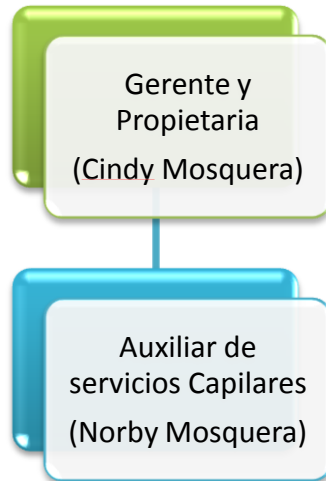 Gerente y
Propietaria
(Cindy Mosquera)
Auxiliar de
servicios Capilares
(Norby Mosquera)